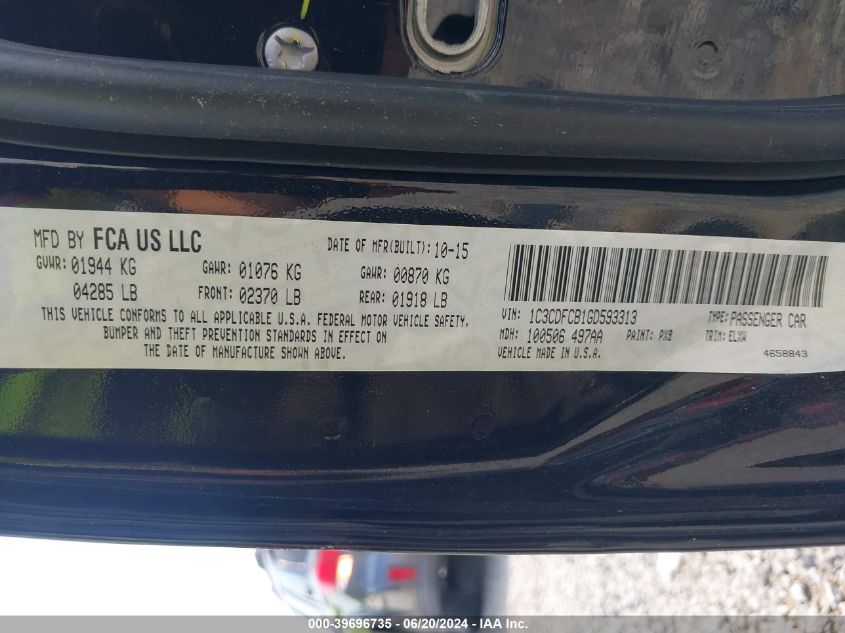 MFD BY FCA US LLC
DATE OF MFR(BUILT): 10-15
GVWR: 01944 KG
GAWR: 01076 KG
GAWR: 00870 KG
04285 LB
FRONT: 02370 LB
REAR: 01918 LB
THIS VEHICLE CONFORMS TO ALL APPLICABLE U.S.A. FEDERAL MOTOR VEHICLE SAFETY,
BUMPER AND THEFT PREVENTION STANDARDS IN EFFECT ON
THE DATE OF MANUFACTURE SHOWN ABOVE.
VIN: 1C3CDFCB1GD593313
TYPE: PASSENGER CAR
MDH: 100506 497AA
PAINT: PX8
TRIM: ELXW
VEHICLE MADE IN U.S.A.
4658843
000-39696735 - 06/20/2024 - IAA Inc.